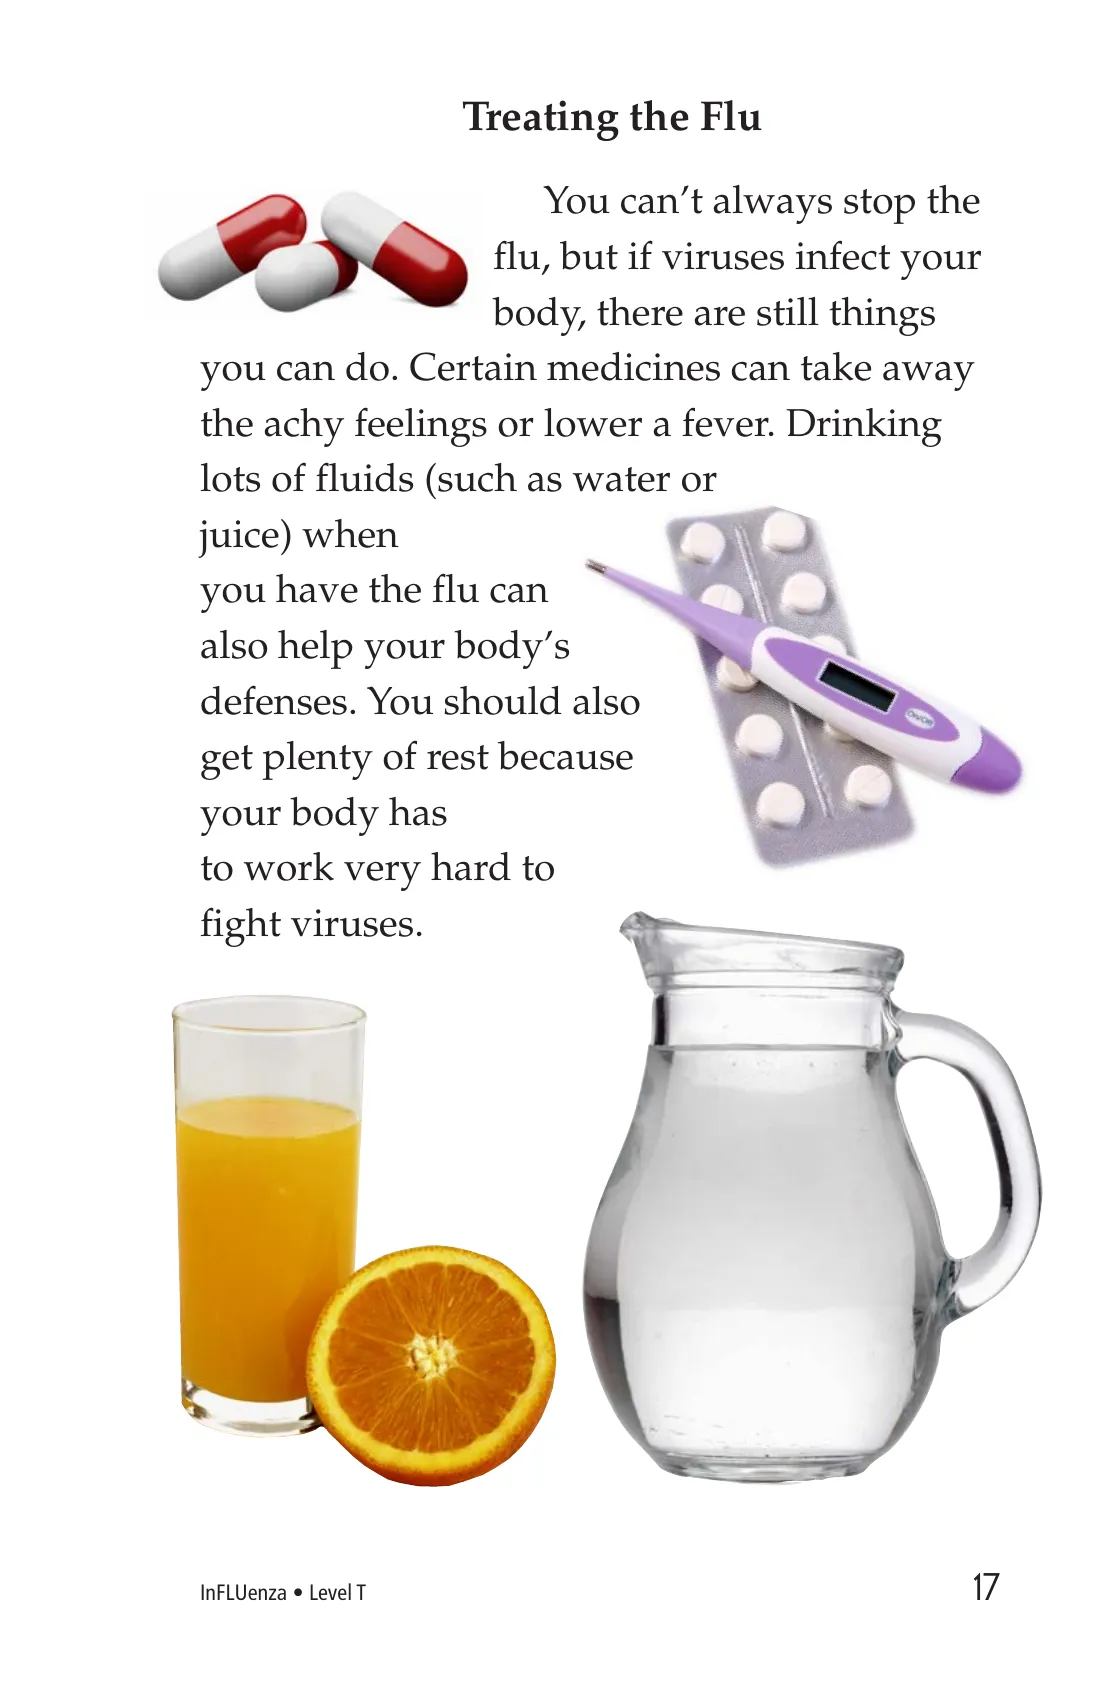 Treating the Flu
You can’t always stop the
flu, but if viruses infect your
body, there are still things
you can do. Certain medicines can take away
the achy feelings or lower a fever. Drinking
lots of fluids (such as water or
juice) when
you have the flu can
also help your body’s
defenses. You should also
get plenty of rest because
your body has
to work very hard to
fight viruses.
On/Off
InFLUenza • Level T
17